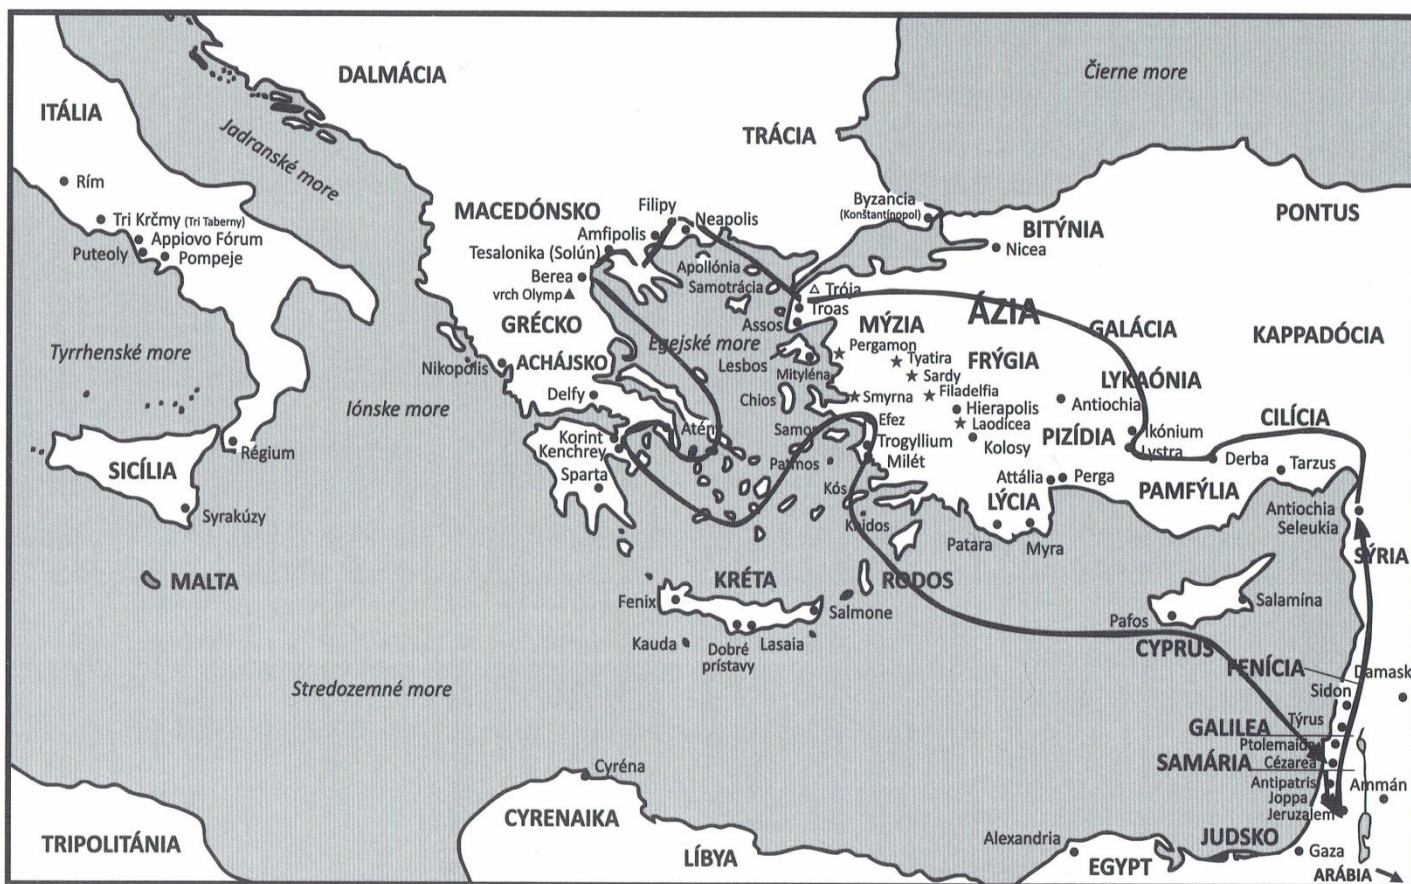 DALMÁCIA
Čierne more
ITÁLIA
Jadranské more
TRÁCIA
Rím
Byzancia
(Konštantínopol)
PONTUS
MACEDÓNSKO
Filipy
Neapolis
BITÝNIA
Tri Krčmy (Tri Taberny)
Amfipolis
Nicea
Appiovo Fórum
Tesalonika (Solún)
Puteoly
Pompeje
Apollónia
Berea
Samotrácia
Trója
vrch Olymp
Troas
ÁZIA
GRÉCKO
Assos
MÝZIA
GALÁCIA
KAPPADÓCIA
Egejské more
Pergamon
Tyrrhenské more
Lesbos
Tyatira
FRÝGIA
Nikopolis
ACHÁJSKO
Mityléna
Sardy
LYKAÓNIA
Delfy
Chios
Smyrna
Filadelfia
Antiochia
Iónske more
Hierapolis
CILÍCIA
Atény
Samos
Efez
Laodicea
Korint
Trogyllium
Kolosy
PIZÍDIA
Ikónium
Kenchrey
Lystra
Régium
Patmos
Milét
Derba
SICÍLIA
Sparta
Attália
Perga
Tarzus
Kós
PAMFÝLIA
LÝCIA
Antiochia
Syrakúzy
Knidos
Seleukia
Patara
Myra
SÝRIA
MALTA
KRÉTA
RODOS
Fenix
Salmone
Salamína
Pafos
Kauda
Dobré
prístavy
Lasaia
CYPRUS
FENÍCIA
Damask
Stredozemné more
Sidon
Týrus
GALILEA
Ptolemaida
Cézarea
SAMÁRIA
Cyréna
Antipatris
Ammán
Joppa
Jeruzalem
CYRENAIKA
TRIPOLITÁNIA
Alexandria
JUDSKO
LÍBYA
EGYPT
Gaza
ARÁBIA